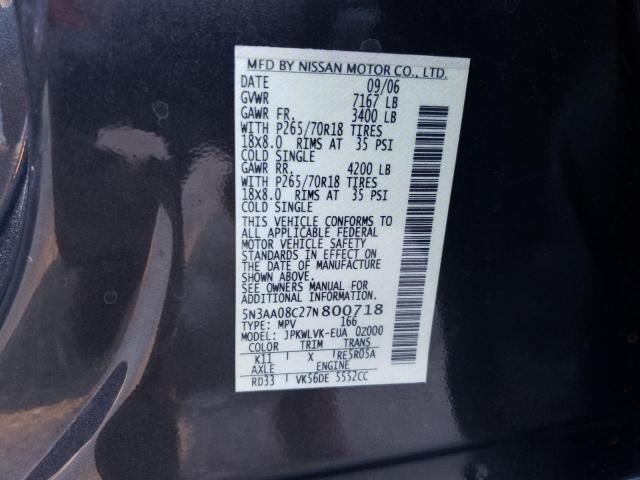 MFD BY NISSAN MOTOR CO., LTD.
DATE 09/06
GVWR 7167 LB
GAWR FR. 3400 LB
WITH P265/70R18 TIRES
18X8.0 RIMS AT 35 PSI
COLD SINGLE
GAWR RR. 4200 LB
WITH P265/70R18 TIRES
18X8.0 RIMS AT 35 PSI
COLD SINGLE
THIS VEHICLE CONFORMS TO
ALL APPLICABLE FEDERAL
MOTOR VEHICLE SAFETY
STANDARDS IN EFFECT ON
THE DATE OF MANUFACTURE
SHOWN ABOVE.
SEE OWNERS MANUAL FOR
ADDITIONAL INFORMATION.
5N3AA08C27N800718
TYPE: MPV 166
MODEL: JPKWLVK-EUA 0Z000
COLOR TRIM TRANS
K11 X RE5R05A
AXLE ENGINE
RD33 VK56DE 5552CC